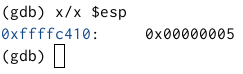 (gdb) x/x $esp
0xffffc410:     0x00000005
(gdb)